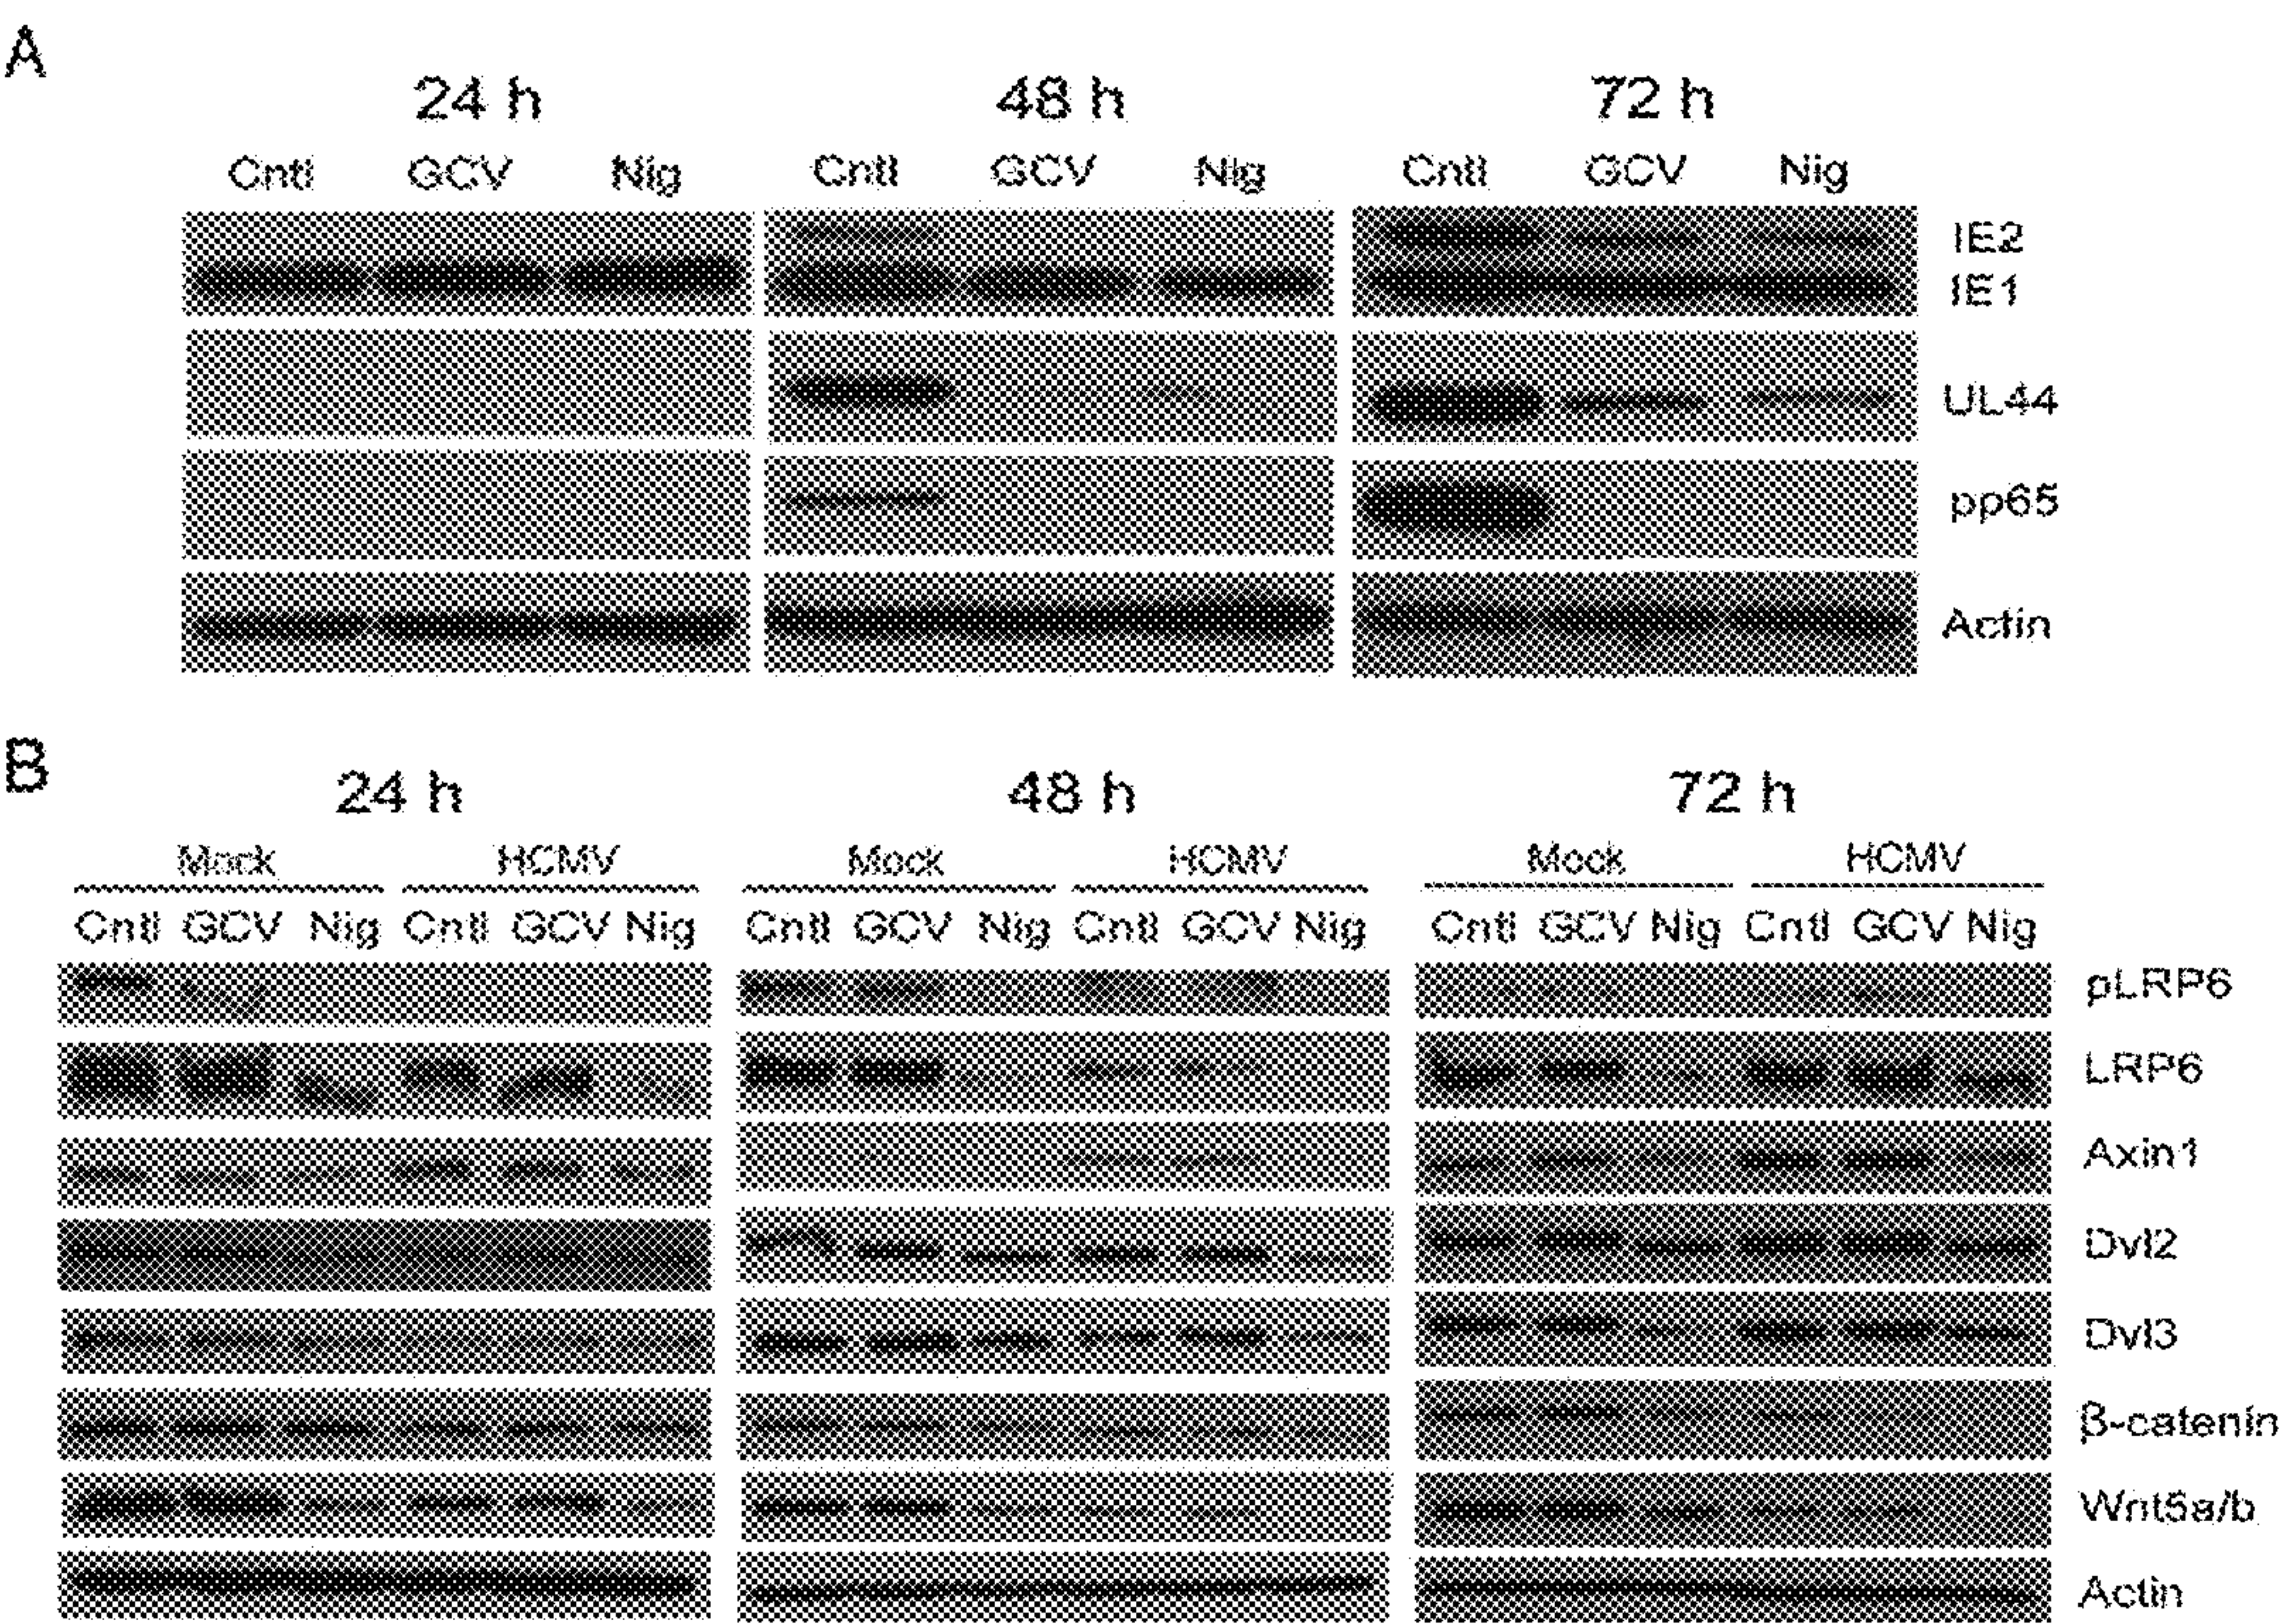 A
24 h 48 h 72 h
Cntl GCV Nig Cntl GCV Nig Cntl GCV Nig
IE2
IE1
UL44
pp65
Actin
B
24 h 48 h 72 h
Mock HCMV Mock HCMV Mock HCMV
Cntl GCV Nig Cntl GCV Nig Cntl GCV Nig Cntl GCV Nig Cntl GCV Nig Cntl GCV Nig
pLRP6
LRP6
Axin1
Dvl2
Dvl3
β-catenin
Wnt5a/b
Actin